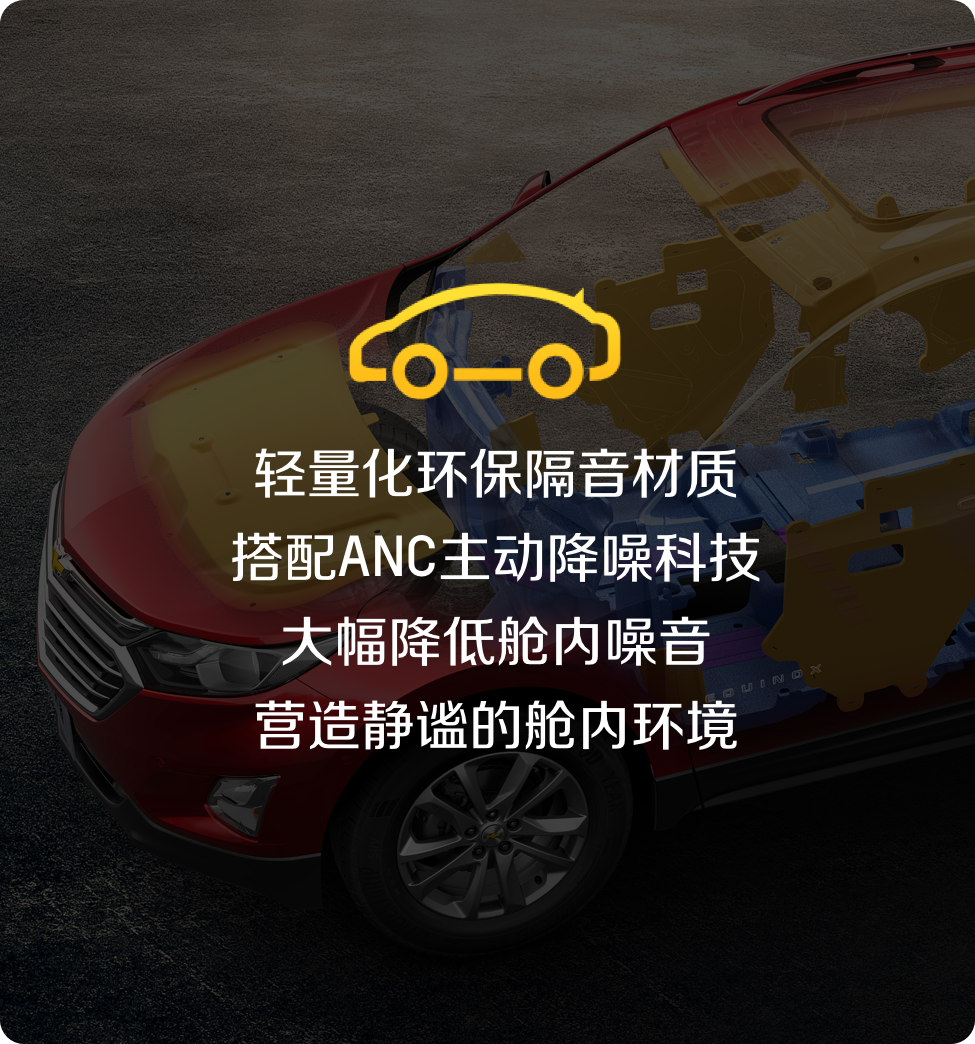 轻量化环保隔音材质
搭配ANC主动降噪科技
大幅降低舱内噪音
营造静谧的舱内环境
EQUINOX